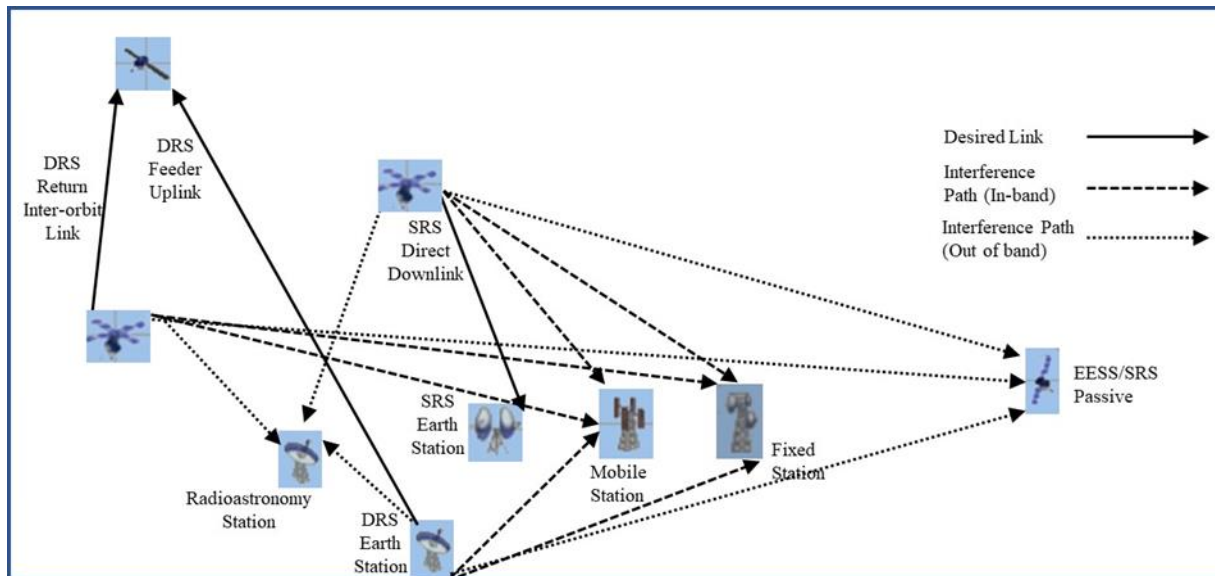 DRS
Return
Inter-orbit
Link
DRS
Feeder
Uplink
SRS
Direct
Downlink
Desired Link
Interference
Path (In-band)
Interference Path
(Out of band)
EESS/SRS
Passive
SRS
Earth
Station
Mobile
Station
Fixed
Station
Radioastronomy
Station
DRS
Earth
Station